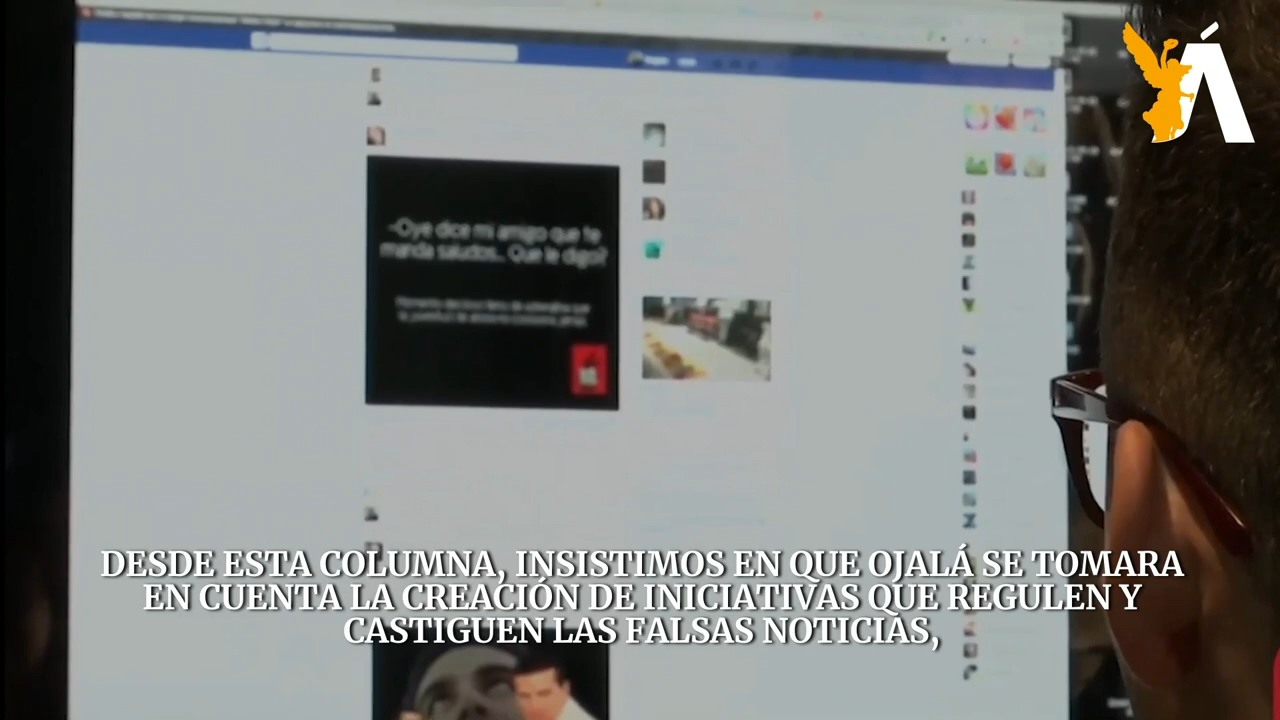 Á
-Oye dice mi amigo que te
manda saludos... Que le digo?
DESDE ESTA COLUMNA, INSISTIMOS EN QUE OJALÁ SE TOMARA
EN CUENTA LA CREACIÓN DE INICIATIVAS QUE REGULEN Y
CASTIGUEN LAS FALSAS NOTICIAS,